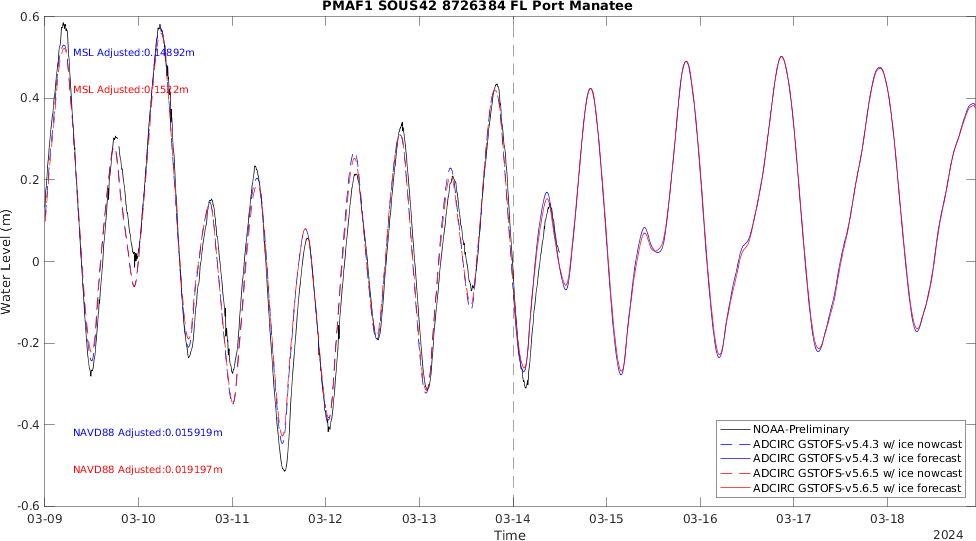 PMAF1 SOUS42 8726384 FL Port Manatee
0.6
MSL Adjusted:0.14892m
MSL Adjusted:0.1522m
0.4
0.2
0
-0.2
-0.4
-0.6
Water Level (m)
NAVD88 Adjusted:0.015919m
NAVD88 Adjusted:0.019197m
NOAA-Preliminary
ADCIRC GSTOFS-v5.4.3 w/ ice nowcast
ADCIRC GSTOFS-v5.4.3 w/ ice forecast
ADCIRC GSTOFS-v5.6.5 w/ ice nowcast
ADCIRC GSTOFS-v5.6.5 w/ ice forecast
03-09 03-10 03-11 03-12 03-13 03-14 03-15 03-16 03-17 03-18
Time
2024